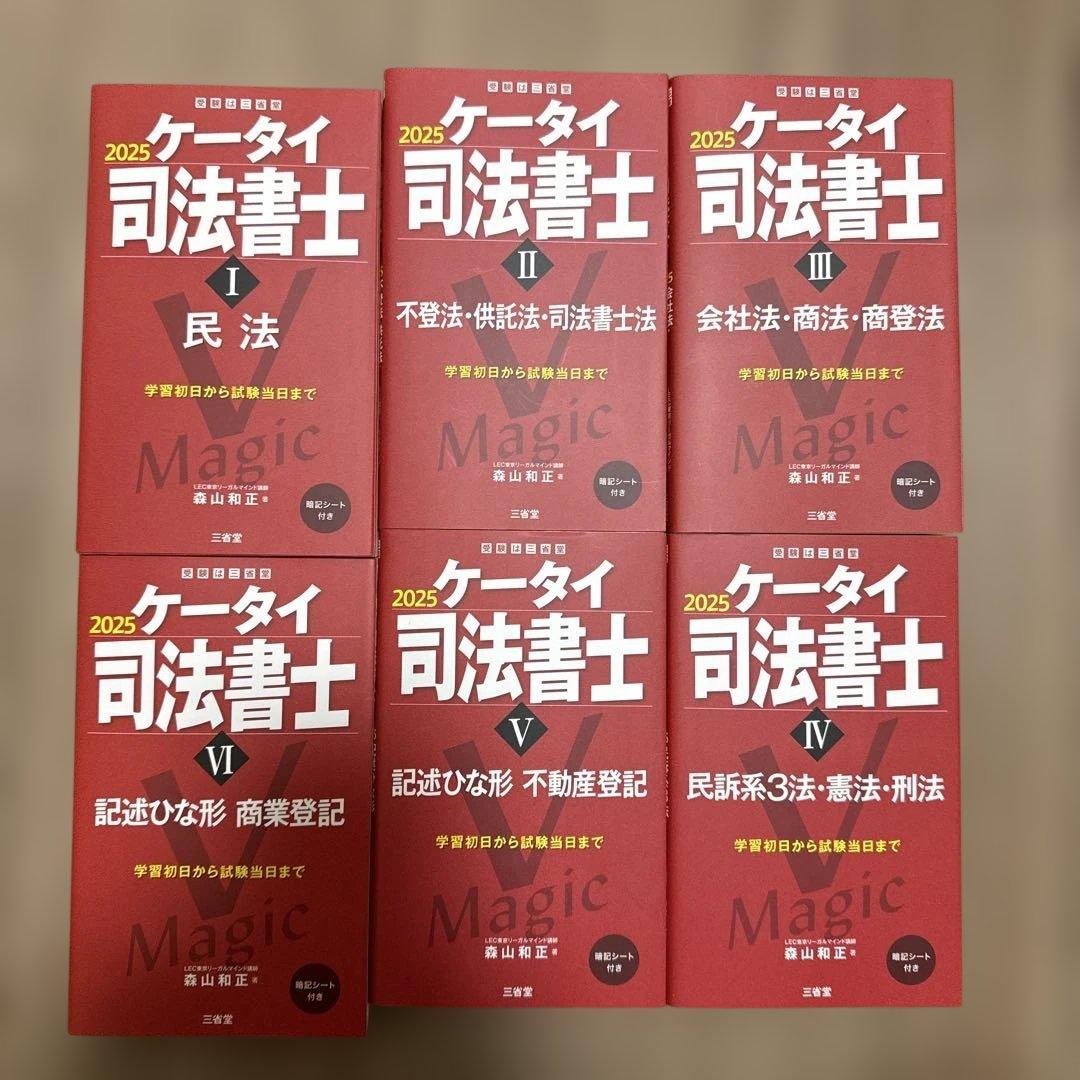 受験は三省堂
2025 ケータイ
司法書士
I
民法
学習初日から試験当日まで
V
Magic
LEC東京リーガルマインド講師
森山和正 著
暗記シート
付き
三省堂
受験は三省堂
2025 ケータイ
司法書士
II
不登法・供託法・司法書士法
学習初日から試験当日まで
V
Magic
LEC東京リーガルマインド講師
森山和正 著
暗記シート
付き
三省堂
受験は三省堂
2025 ケータイ
司法書士
III
会社法・商法・商登法
学習初日から試験当日まで
V
Magic
LEC東京リーガルマインド講師
森山和正 著
暗記シート
付き
三省堂
受験は三省堂
2025 ケータイ
司法書士
VI
記述ひな形 商業登記
学習初日から試験当日まで
V
Magic
LEC東京リーガルマインド講師
森山和正 著
暗記シート
付き
三省堂
受験は三省堂
2025 ケータイ
司法書士
V
記述ひな形 不動産登記
学習初日から試験当日まで
V
Magic
LEC東京リーガルマインド講師
森山和正 著
暗記シート
付き
三省堂
受験は三省堂
2025 ケータイ
司法書士
IV
民訴系3法・憲法・刑法
学習初日から試験当日まで
V
Magic
LEC東京リーガルマインド講師
森山和正 著
暗記シート
付き
三省堂